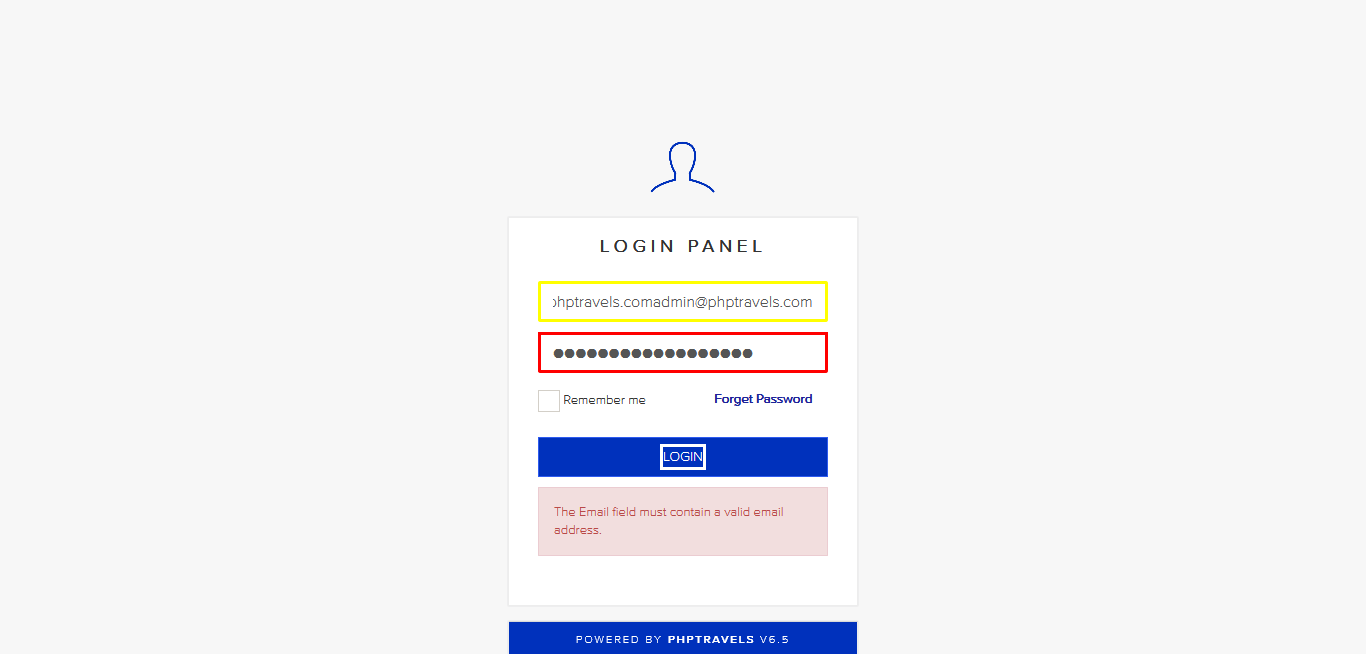 LOGIN PANEL
phptravels.comadmin@phptravels.com
Remember me
Forget Password
LOGIN
The Email field must contain a valid email
address.
POWERED BY PHPTRAVELS V6.5